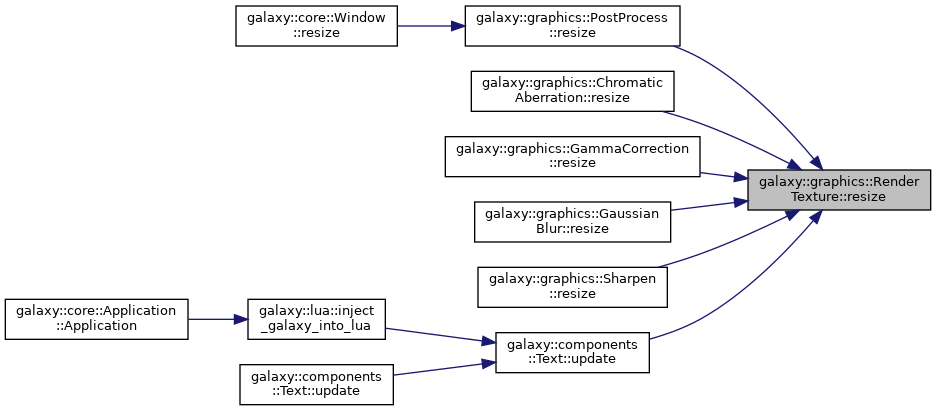 galaxy::core::Window
::resize
galaxy::graphics::PostProcess
::resize
galaxy::graphics::Chromatic
Aberration::resize
galaxy::graphics::GammaCorrection
::resize
galaxy::graphics::Render
Texture::resize
galaxy::graphics::Gaussian
Blur::resize
galaxy::graphics::Sharpen
::resize
galaxy::core::Application
::Application
galaxy::lua::inject
_galaxy_into_lua
galaxy::components
::Text::update
galaxy::components
::Text::update